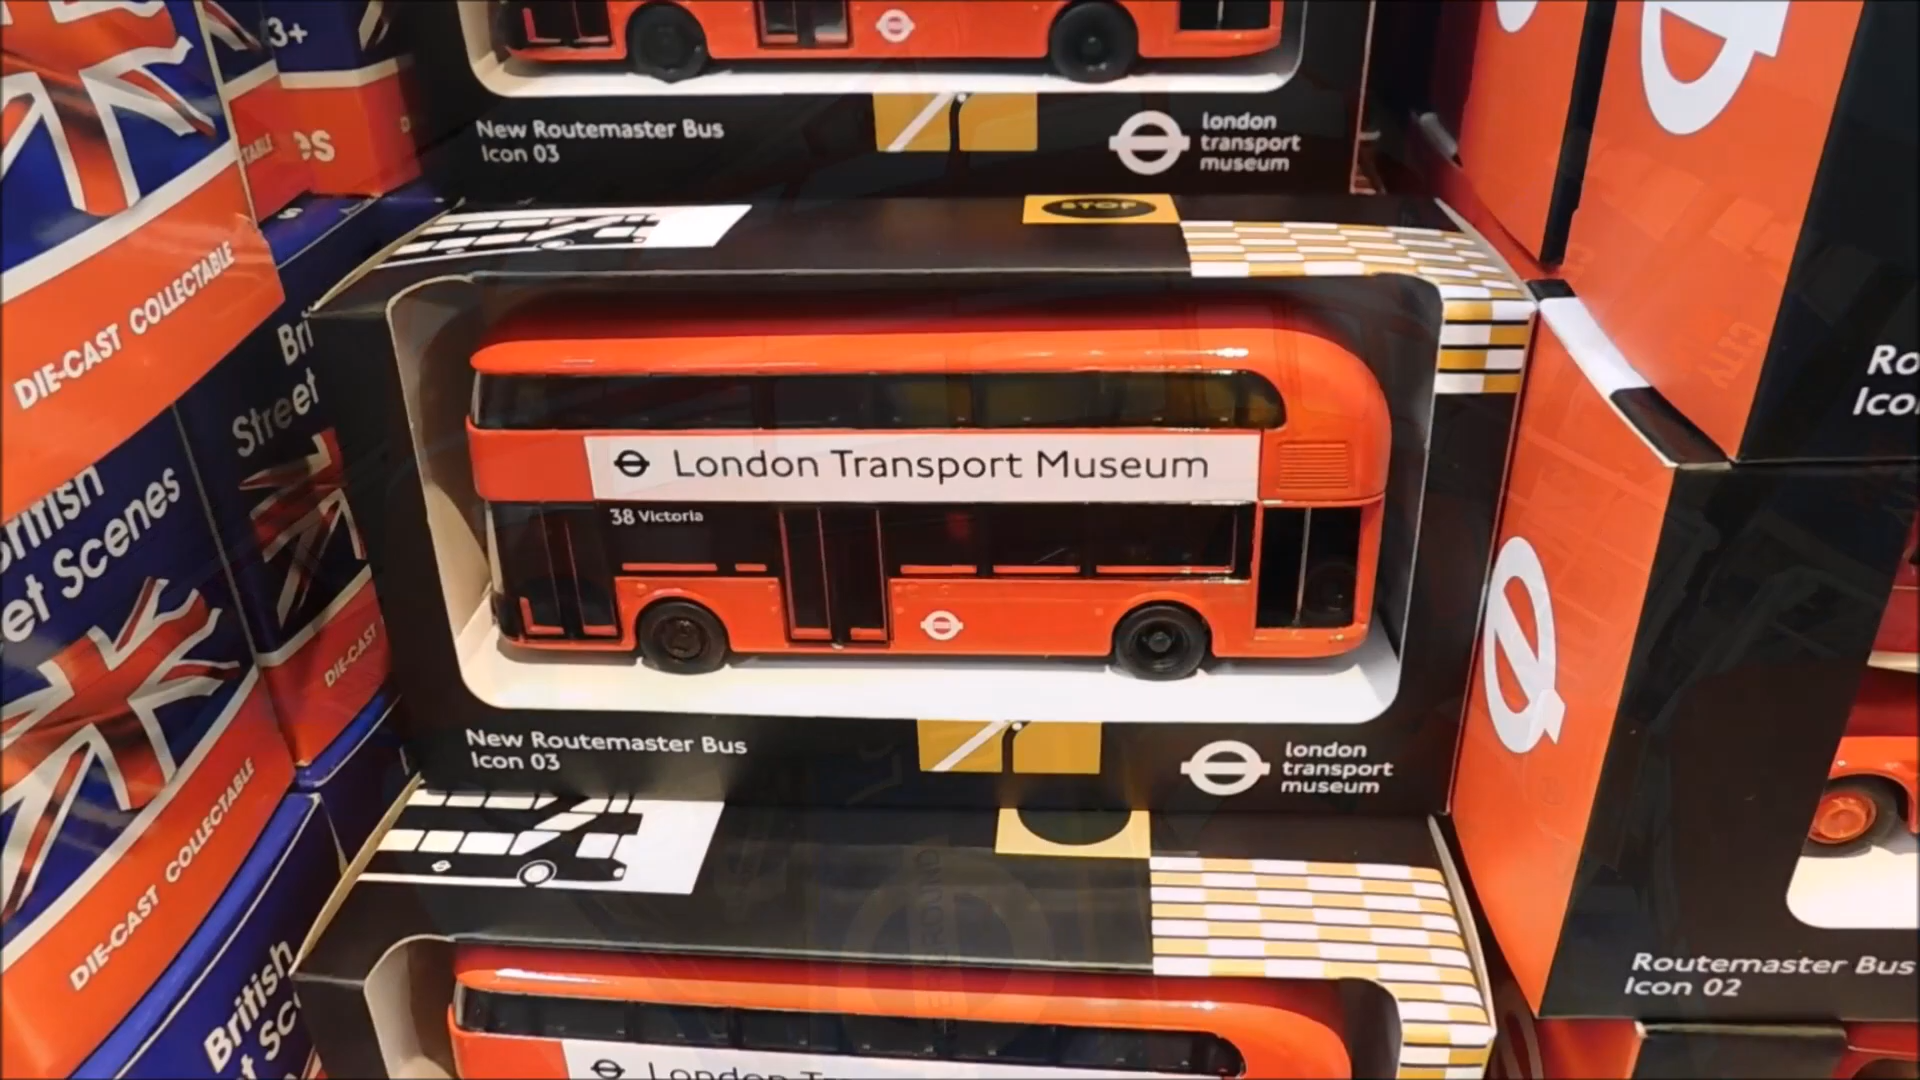 3+
es
New Routemaster Bus
Icon 03
london
transport
museum
STOP
DIE-CAST COLLECTABLE
Street
London Transport Museum
38 Victoria
British
Scenes
DIE-CAST
New Routemaster Bus
Icon 03
london
transport
museum
DIE-CAST COLLECTABLE
British
Routemaster Bus
Icon 02
London